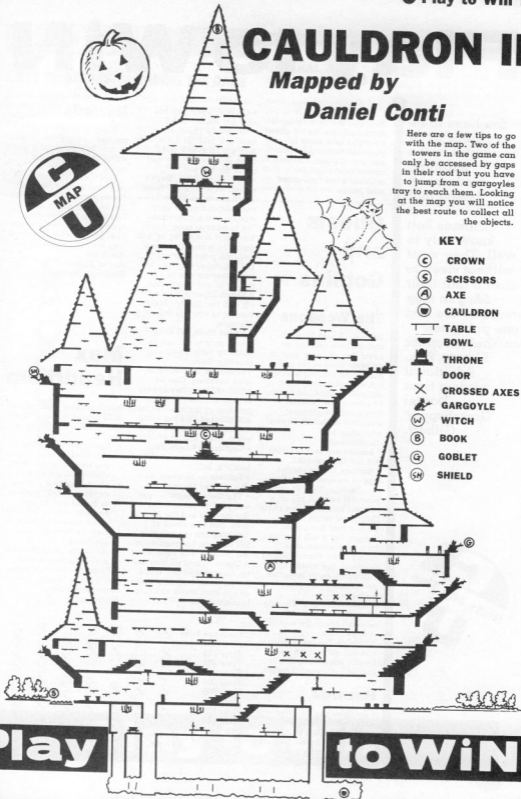 Play to Win
CAULDRON II
Mapped by
Daniel Conti
Here are a few tips to go
with the map. Two of the
towers in the game can
only be accessed by gaps
in their roof but you have
to jump from a gargoyles
tray to reach them. Looking
at the map you will notice
the best route to collect all
the objects.
C
MAP
U
KEY
C CROWN
S SCISSORS
A AXE
CAULDRON
TABLE
BOWL
THRONE
DOOR
CROSSED AXES
GARGOYLE
W WITCH
B BOOK
G GOBLET
SH SHIELD
S
W
SH
C
G
A
B
Play to WiN